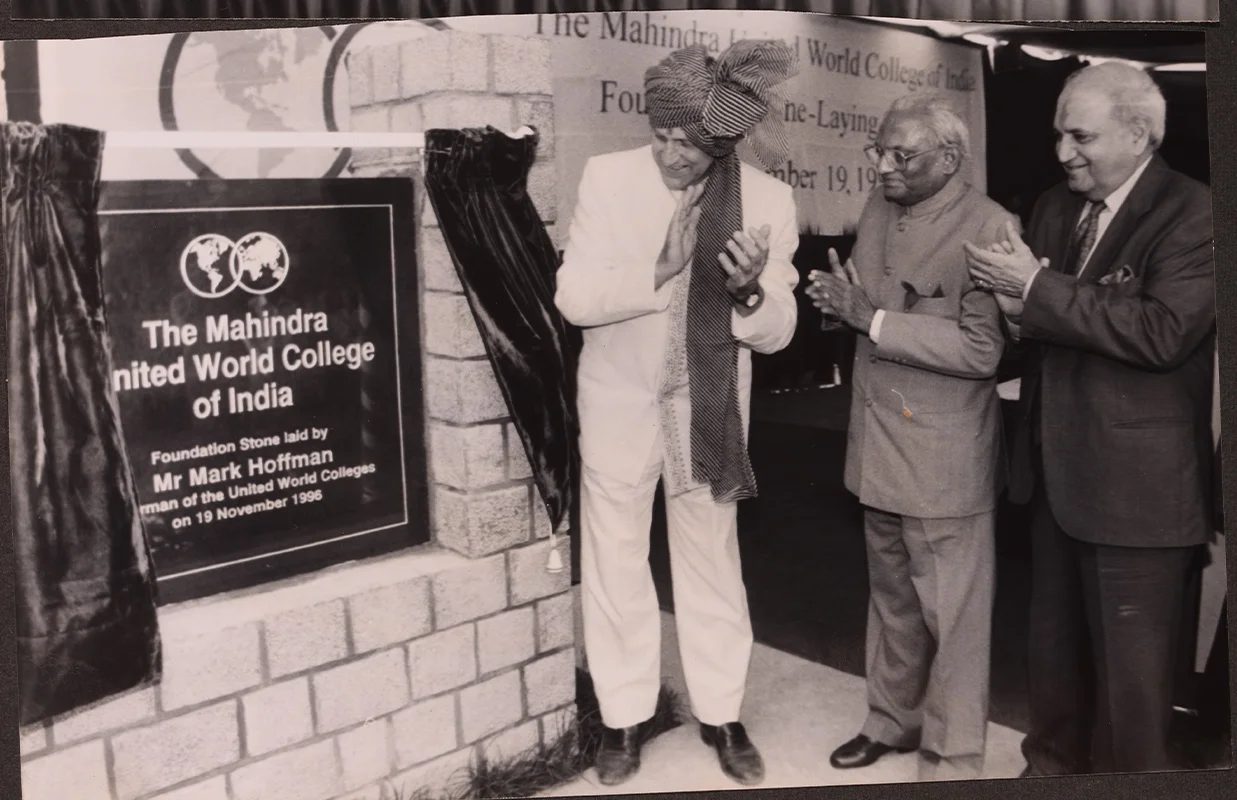 The Mahindra United World College of India
Fou ne-Laying
mber 19, 19
The Mahindra
nited World College
of India
Foundation Stone laid by
Mr Mark Hoffman
rman of the United World Colleges
on 19 November 1996